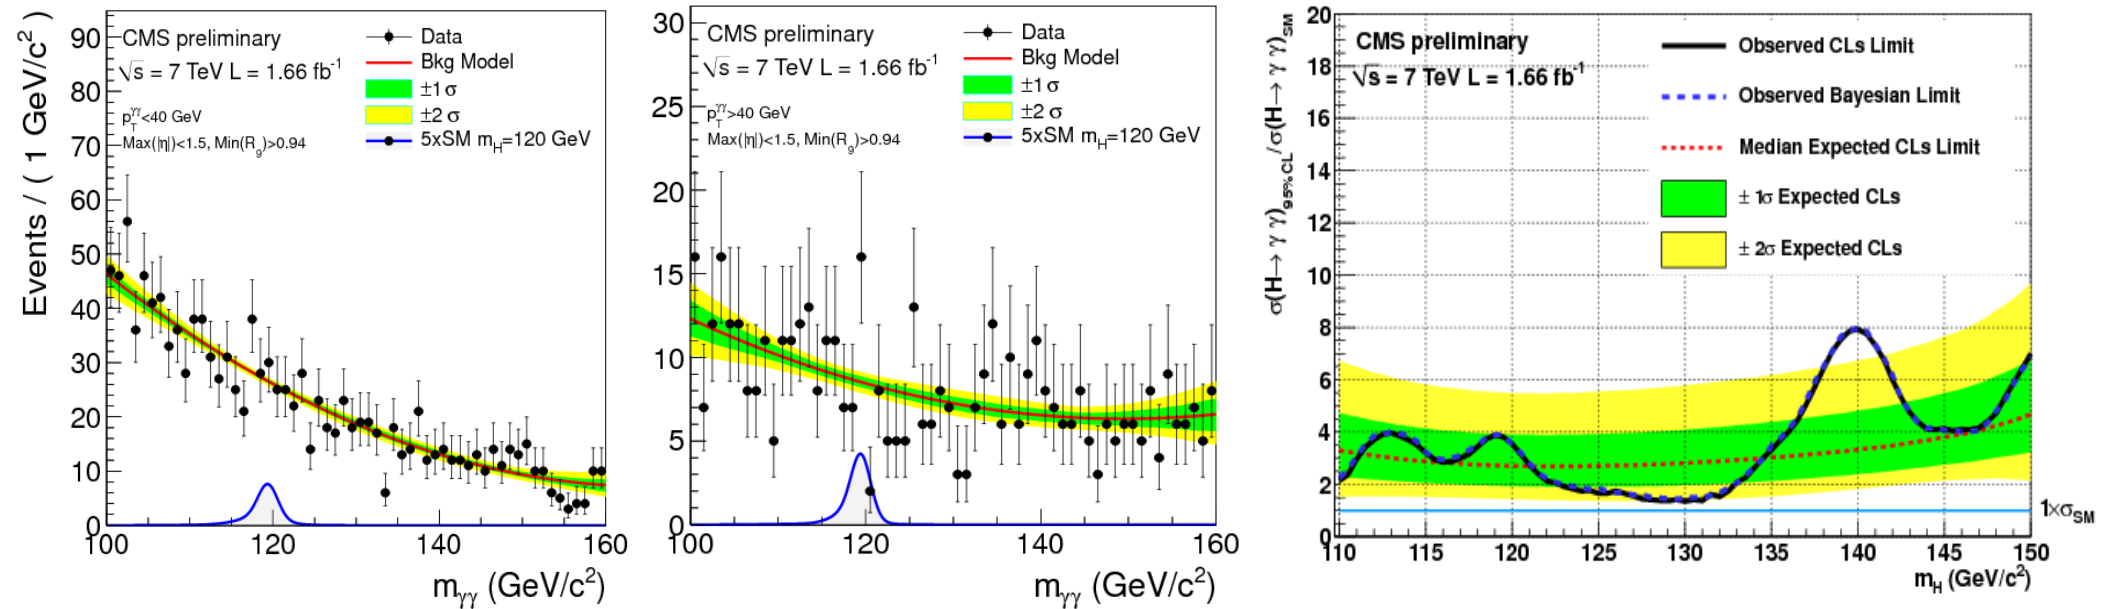 Events / ( 1 GeV/c²)
90
80
70
60
50
40
30
20
10
0
CMS preliminary
√s = 7 TeV L = 1.66 fb⁻¹
p_T^γγ<40 GeV
Max(|η|)<1.5, Min(R_9)>0.94
Data
Bkg Model
±1 σ
±2 σ
5xSM m_H=120 GeV
100 120 140 160
m_γγ (GeV/c²)
30
25
20
15
10
5
0
CMS preliminary
√s = 7 TeV L = 1.66 fb⁻¹
p_T^γγ>40 GeV
Max(|η|)<1.5, Min(R_9)>0.94
Data
Bkg Model
±1 σ
±2 σ
5xSM m_H=120 GeV
100 120 140 160
m_γγ (GeV/c²)
σ(H→ γ γ)_95%CL/σ(H→ γ γ)_SM
20
18
16
14
12
10
8
6
4
2
0
CMS preliminary
√s = 7 TeV L = 1.66 fb⁻¹
Observed CLs Limit
Observed Bayesian Limit
Median Expected CLs Limit
± 1σ Expected CLs
± 2σ Expected CLs
1×σ_SM
110 115 120 125 130 135 140 145 150
m_H (GeV/c²)